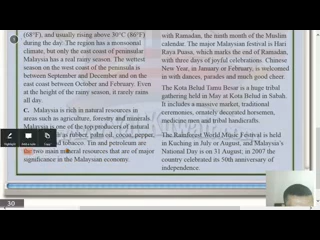 (68°F), and usually rising above 30°C (86°F)
during the day. The region has a monsoonal
climate, but only the east coast of peninsular
Malaysia has a real rainy season. The wettest
season on the west coast of the peninsula is
between September and December and on the
east coast between October and February. Even
at the height of the rainy season, it rarely rains
all day.
C. Malaysia is rich in natural resources in
areas such as agriculture, forestry and minerals.
Malaysia is one of the top producers of natural
rubber, palm oil, cocoa, pepper,
tobacco. Tin and petroleum are
two main mineral resources that are of major
significance in the Malaysian economy.
with Ramadan, the ninth month of the Muslim
calendar. The major Malaysian festival is Hari
Raya Puasa, which marks the end of Ramadan,
with three days of joyful celebrations. Chinese
New Year, in January or February, is welcomed
in with dances, parades and much good cheer.
The Kota Belud Tamu Besar is a huge tribal
gathering held in May at Kota Belud in Sabah.
It includes a massive market, traditional
ceremonies, ornately decorated horsemen,
medicine men and tribal handicrafts.
The Rainforest World Music Festival is held
in Kuching in July or August, and Malaysia's
National Day is on 31 August, in 2007 the
country celebrated its 50th anniversary of
independence.
30